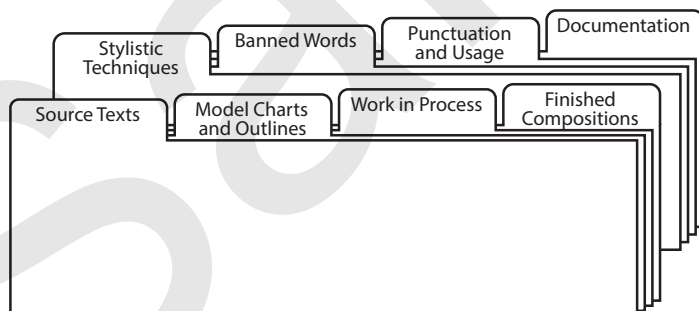 Stylistic
Techniques
Banned Words
Punctuation
and Usage
Documentation
Source Texts
Model Charts
and Outlines
Work in Process
Finished
Compositions